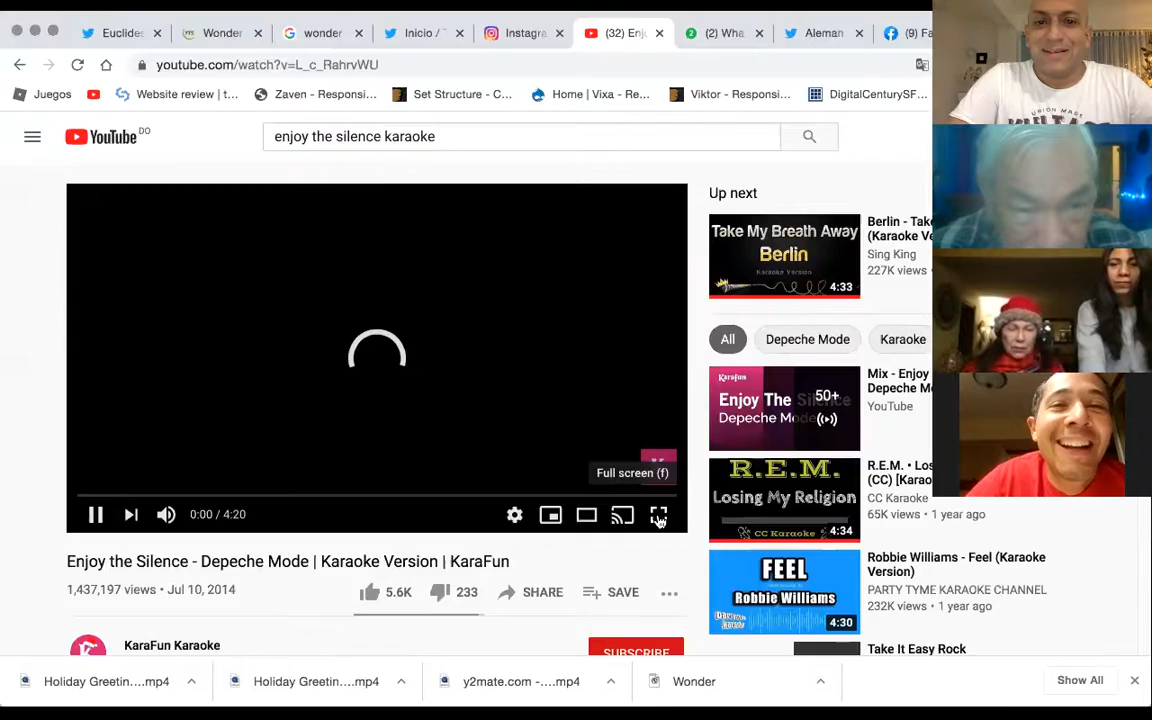 Euclides
Wonder
wonder
Inicio /
Instagra
(32) Enj
(2) Wha
Aleman
(9) Fa
youtube.com/watch?v=L_c_RahrvWU
Juegos
Website review | t...
Zaven - Responsi...
Set Structure - C...
Home | Vixa - Re...
Viktor - Responsi...
DigitalCenturySF...
YouTube DO
enjoy the silence karaoke
UNION MADE
Up next
Take My Breath Away
Berlin
Karaoke Version
4:33
Berlin - Take
(Karaoke Ve
Sing King
227K views
All
Depeche Mode
Karaoke
Karafun
Enjoy The Silence
Depeche Mode
50+
Mix - Enjoy
Depeche Mo
YouTube
R.E.M.
Losing My Religion
CC Karaoke
4:34
R.E.M. • Los
(CC) [Karao
CC Karaoke
65K views • 1 year ago
FEEL
Robbie Williams
4:30
Robbie Williams - Feel (Karaoke
Version)
PARTY TYME KARAOKE CHANNEL
232K views • 1 year ago
Take It Easy Rock
Full screen (f)
0:00 / 4:20
Enjoy the Silence - Depeche Mode | Karaoke Version | KaraFun
1,437,197 views • Jul 10, 2014
5.6K
233
SHARE
SAVE
KaraFun Karaoke
SUBSCRIBE
Holiday Greetin....mp4
Holiday Greetin....mp4
y2mate.com -....mp4
Wonder
Show All